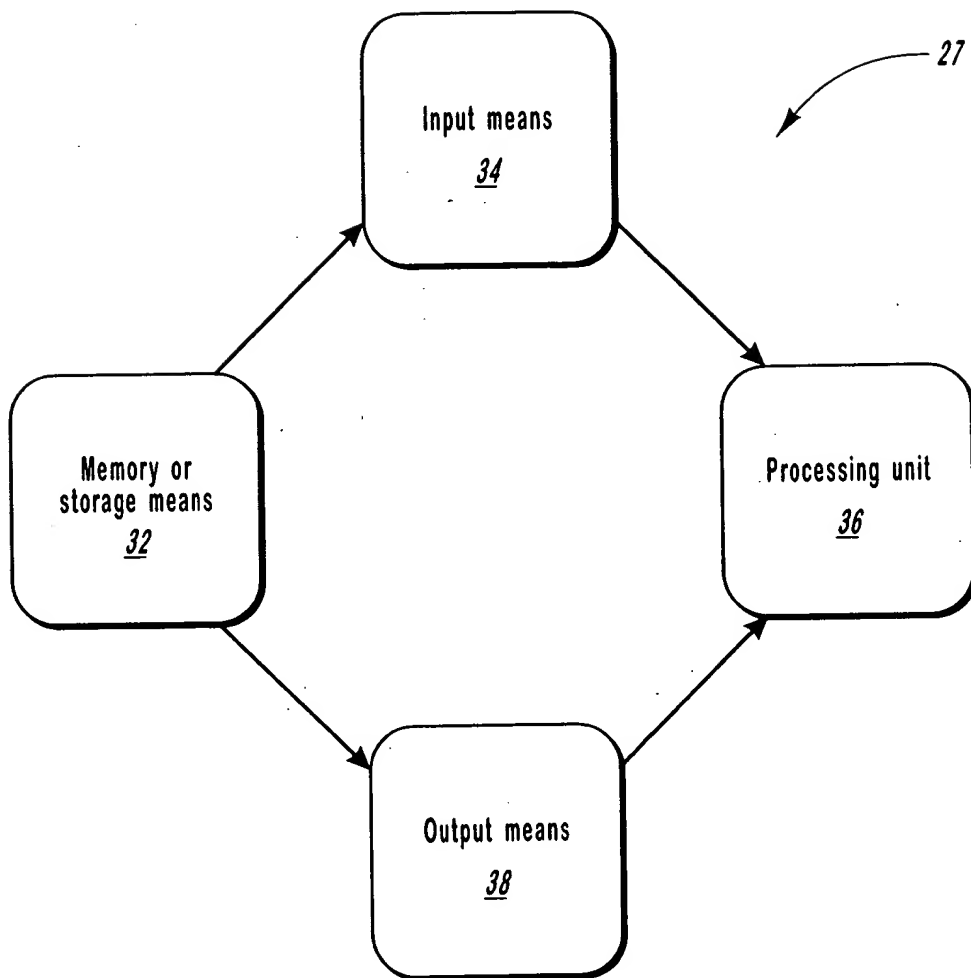 27
Input means
34
Memory or
storage means
32
Processing unit
36
Output means
38